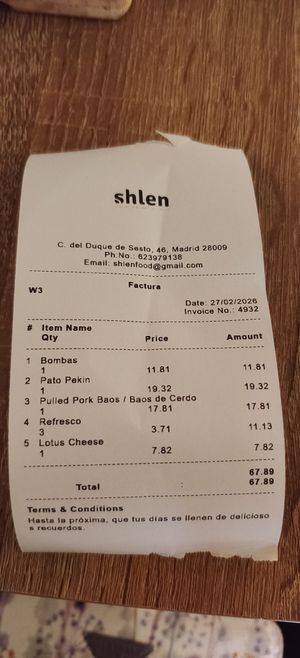 shlen
C. del Duque de Sesto, 46, Madrid 28009
Ph.No.: 623979138
Email: shlenfood@gmail.com
Factura
W3
Date: 27/02/2026
Invoice No.: 4932
# Item Name
Qty Price Amount
1 Bombas
1 11.81 11.81
2 Pato Pekin
1 19.32 19.32
3 Pulled Pork Baos / Baos de Cerdo
1 17.81 17.81
4 Refresco
3 3.71 11.13
5 Lotus Cheese
1 7.82 7.82
67.89
Total : 67.89
Terms & Conditions
Hasta la próxima, que tus días se llenen de delicioso
s recuerdos.